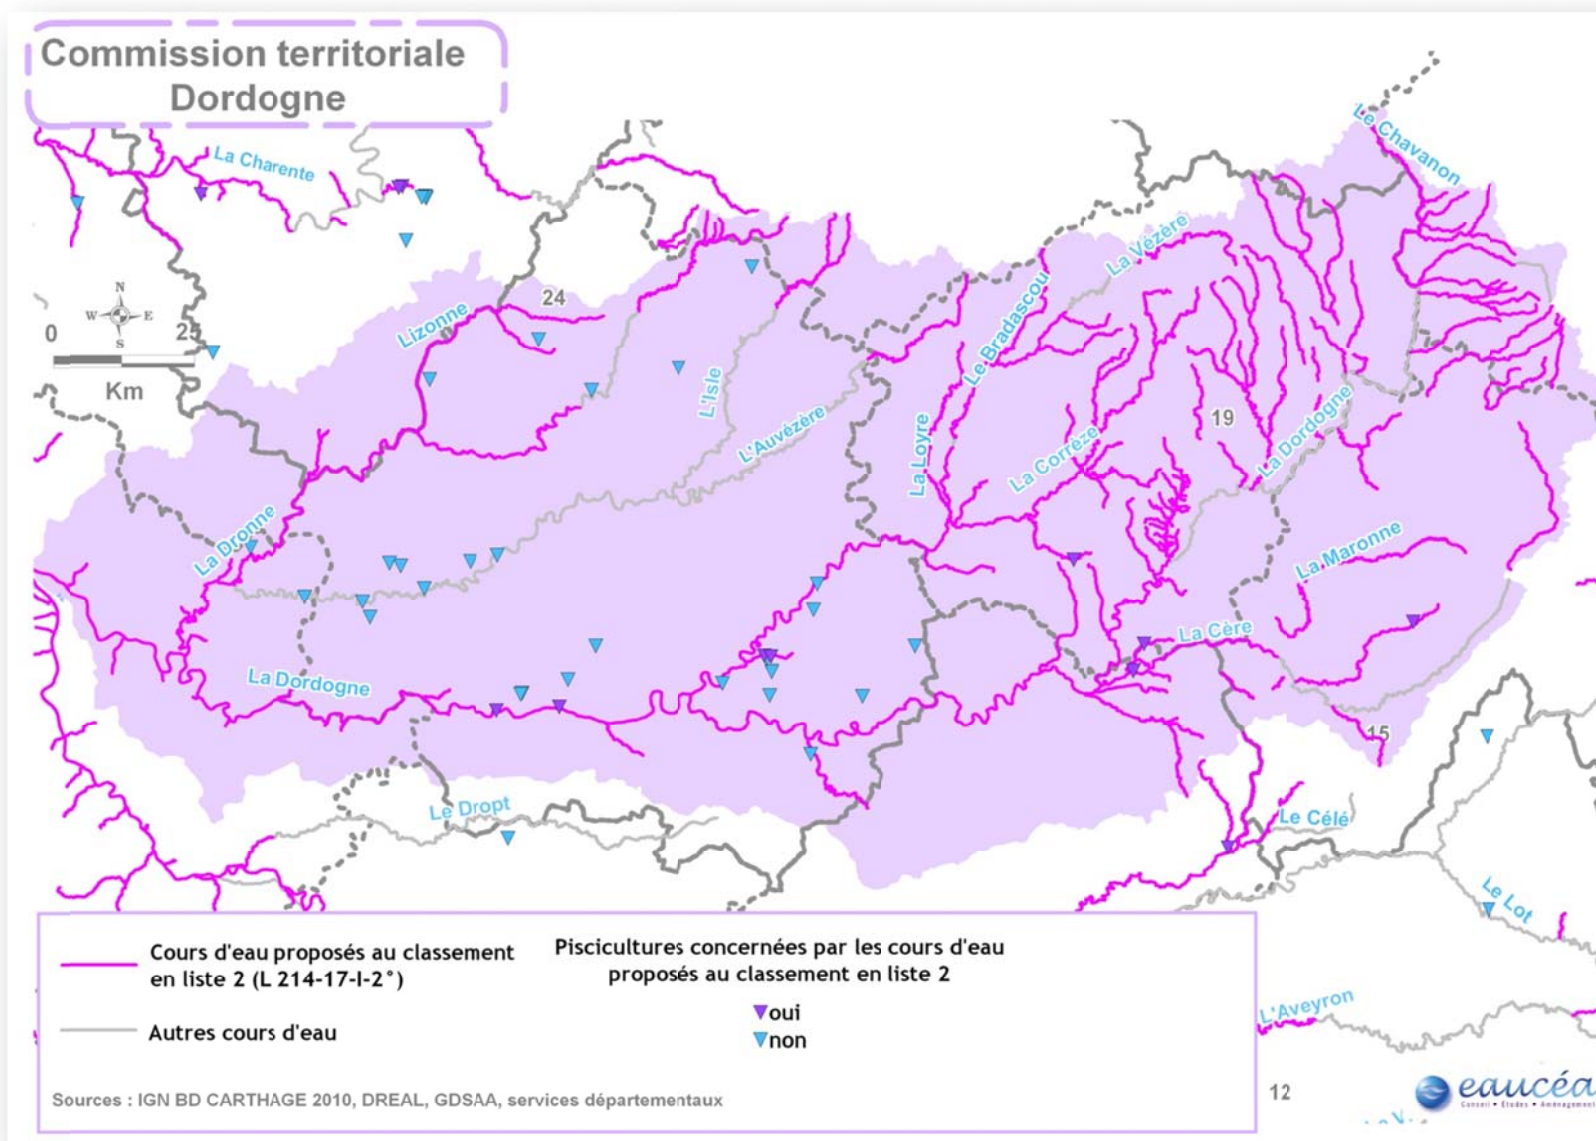 Commission territoriale
Dordogne
Le Chavanon
La Charente
La Vézère
24
Lizonne
Le Bradascou
N
W
E
S
0
25
Km
L'Isle
L'Auvézère
La Loyre
La Corrèze
19
La Dordogne
La Dronne
La Maronne
La Cère
La Dordogne
15
Le Dropt
Le Célé
Le Lot
Cours d'eau proposés au classement
en liste 2 (L 214-17-I-2°)
Autres cours d'eau
Piscicultures concernées par les cours d'eau
proposés au classement en liste 2
oui
non
Sources : IGN BD CARTHAGE 2010, DREAL, GDSAA, services départementaux
L'Aveyron
12
eaucéa
Conseil • Études • Aménagement